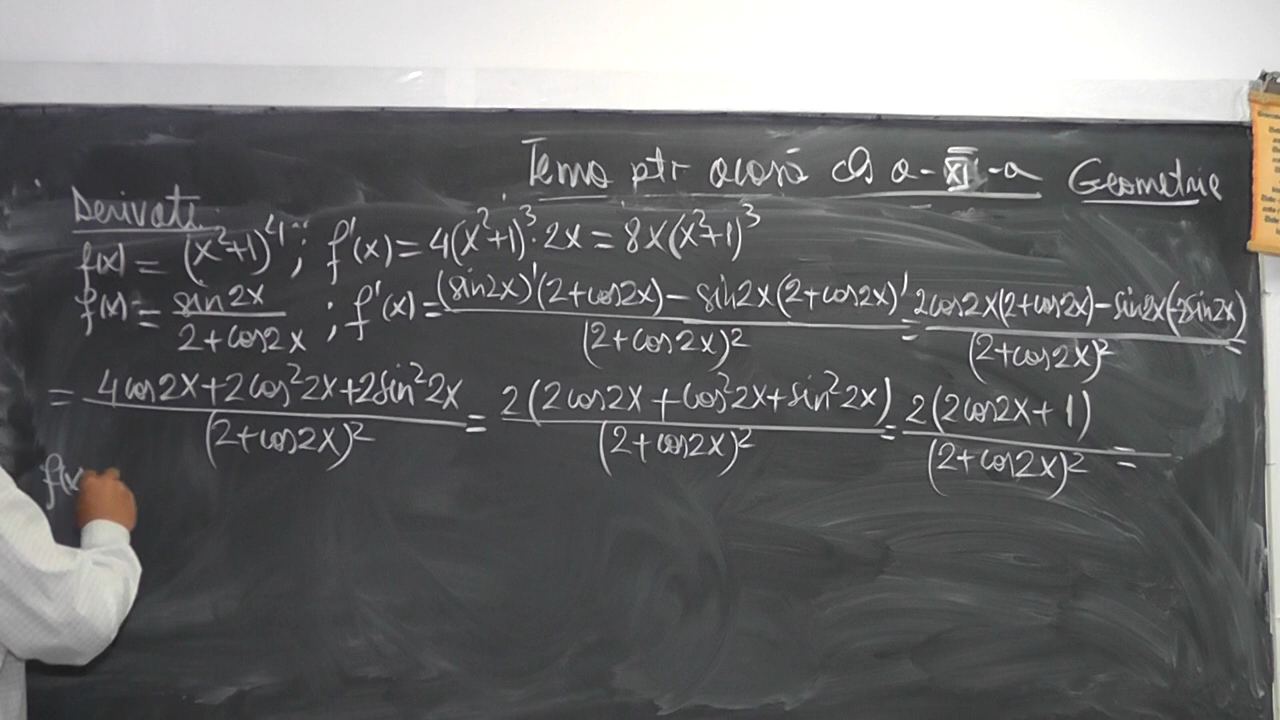 Tema ptr acasă cls a-XI-a Geometrie
Derivate
f(x) = (x²+1)⁴; f'(x) = 4(x²+1)³·2x = 8x(x²+1)³
f(x) = sin2x / 2+cos2x ; f'(x) = (sin2x)'(2+cos2x) - sin2x(2+cos2x)' / (2+cos2x)² = 2cos2x(2+cos2x) - sin2x(-2sin2x) / (2+cos2x)² =
= 4cos2x+2cos²2x+2sin²2x / (2+cos2x)² = 2(2cos2x+cos²2x+sin²2x) / (2+cos2x)² = 2(2cos2x+1) / (2+cos2x)² =
f(x